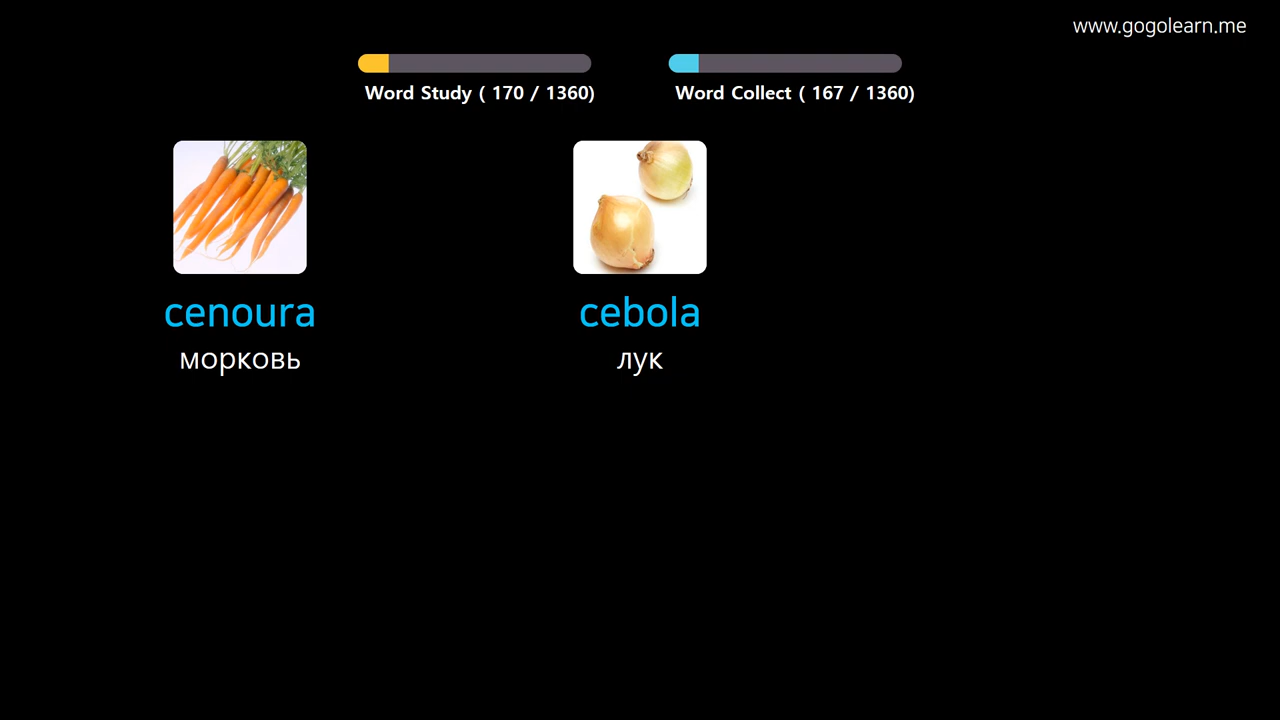 www.gogolearn.me
Word Study ( 170 / 1360)
Word Collect ( 167 / 1360)
cenoura
морковь
cebola
лук